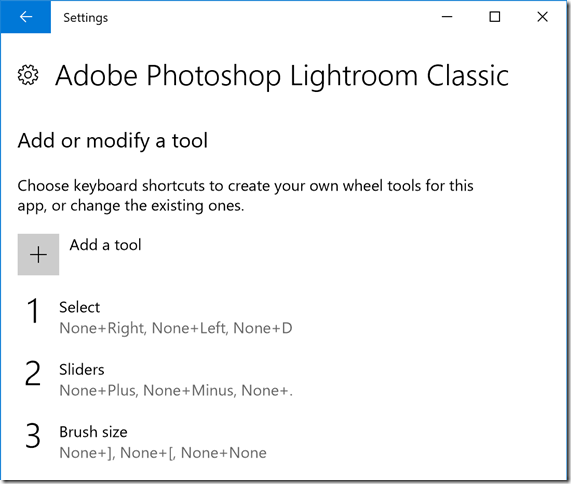 Settings
Adobe Photoshop Lightroom Classic
Add or modify a tool
Choose keyboard shortcuts to create your own wheel tools for this
app, or change the existing ones.
Add a tool
1 Select
None+Right, None+Left, None+D
2 Sliders
None+Plus, None+Minus, None+.
3 Brush size
None+], None+[, None+None